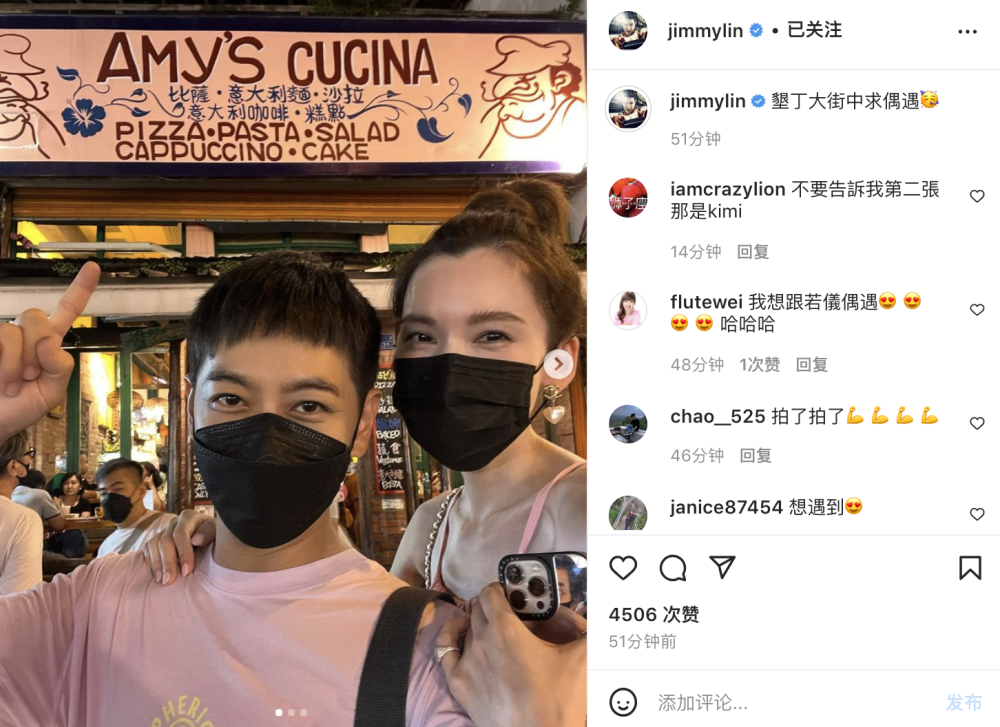 AMY'S CUCINA
比薩·意大利麵·沙拉
意大利咖啡·糕點
PIZZA•PASTA•SALAD
CAPPUCCINO•CAKE
BAKED
PASTA
PHERIC
jimmylin • 已关注
jimmylin 墾丁大街中求偶遇🥳
51分钟
iamcrazylion 不要告訴我第二張
那是kimi
14分钟 回复
flutewei 我想跟若儀偶遇😍 😍
😍 😍 哈哈哈
48分钟 1次赞 回复
chao__525 拍了拍了💪 💪 💪 💪
46分钟 回复
janice87454 想遇到😍
4506 次赞
51分钟前
添加评论...
发布